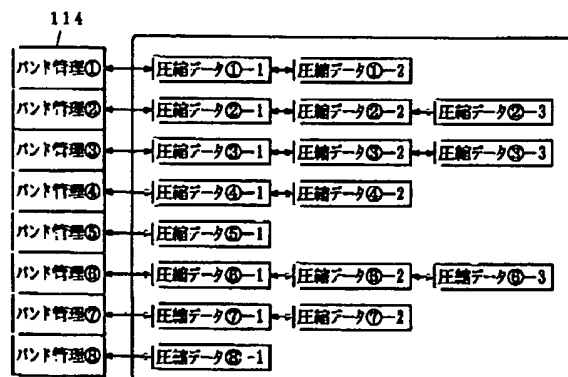 114
バンド管理① 圧縮データ①-1 圧縮データ①-2
バンド管理② 圧縮データ②-1 圧縮データ②-2 圧縮データ②-3
バンド管理③ 圧縮データ③-1 圧縮データ③-2 圧縮データ③-3
バンド管理④ 圧縮データ④-1 圧縮データ④-2
バンド管理⑤ 圧縮データ⑤-1
バンド管理⑥ 圧縮データ⑥-1 圧縮データ⑥-2 圧縮データ⑥-3
バンド管理⑦ 圧縮データ⑦-1 圧縮データ⑦-2
バンド管理⑧ 圧縮データ⑧-1